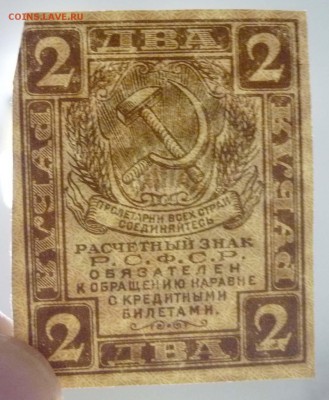 COINS.LAVE.RU
2 ДВА 2
РУБЛЯ
РУБЛЯ
ПРОЛЕТАРИИ ВСЕХ СТРАН
СОЕДИНЯЙТЕСЬ
РАСЧЕТНЫЙ ЗНАК
Р.С.Ф.С.Р.
ОБЯЗАТЕЛЕН
К ОБРАЩЕНИЮ НАРАВНЕ
С КРЕДИТНЫМИ
БИЛЕТАМИ.
2 ДВА 2